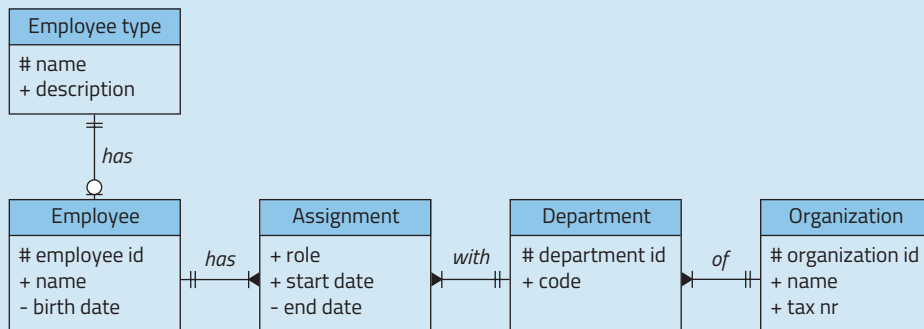 Employee type
# name
+ description
has
Employee
# employee id
+ name
- birth date
has
Assignment
+ role
+ start date
- end date
with
Department
# department id
+ code
of
Organization
# organization id
+ name
+ tax nr